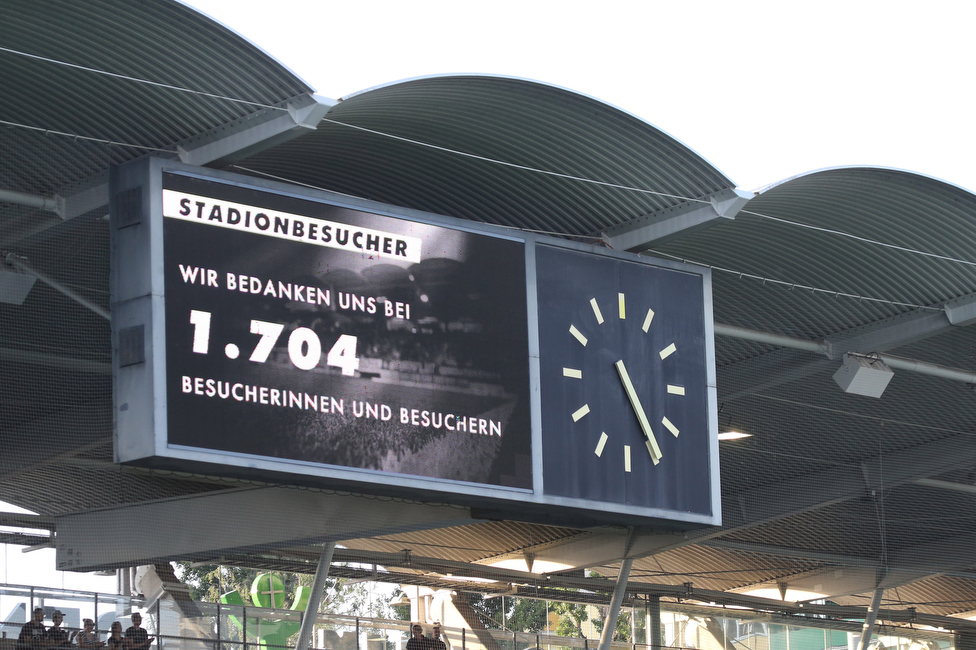 STADIONBESUCHER
WIR BEDANKEN UNS BEI
1.704
BESUCHERINNEN UND BESUCHERN